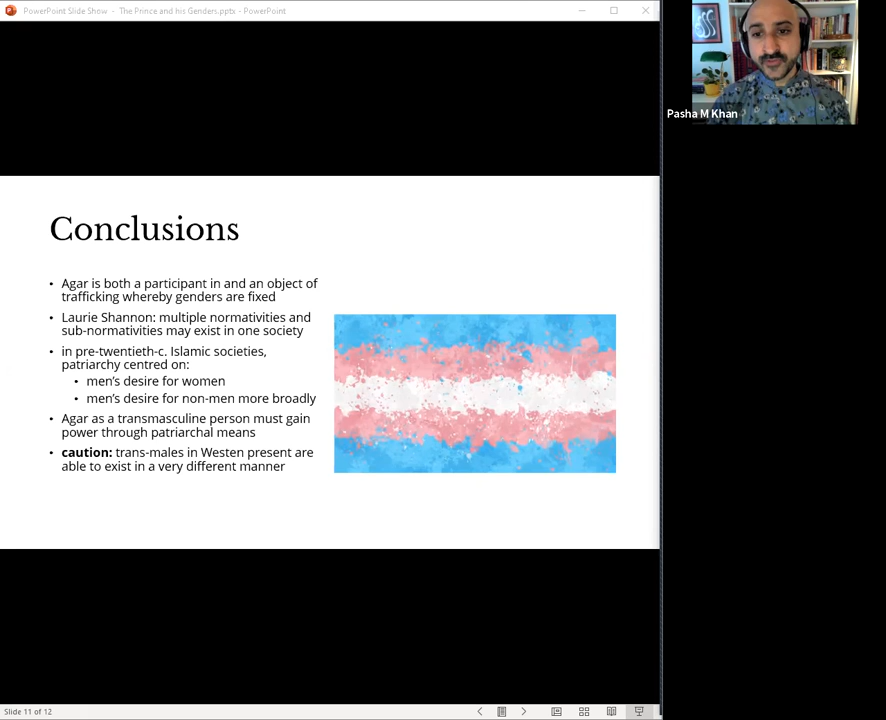 PowerPoint Slide Show - The Prince and his Genders.pptx - PowerPoint
Pasha M Khan
Conclusions
• Agar is both a participant in and an object of
trafficking whereby genders are fixed
• Laurie Shannon: multiple normativities and
sub-normativities may exist in one society
• in pre-twentieth-c. Islamic societies,
patriarchy centred on:
• men’s desire for women
• men’s desire for non-men more broadly
• Agar as a transmasculine person must gain
power through patriarchal means
• caution: trans-males in Westen present are
able to exist in a very different manner
Slide 11 of 12